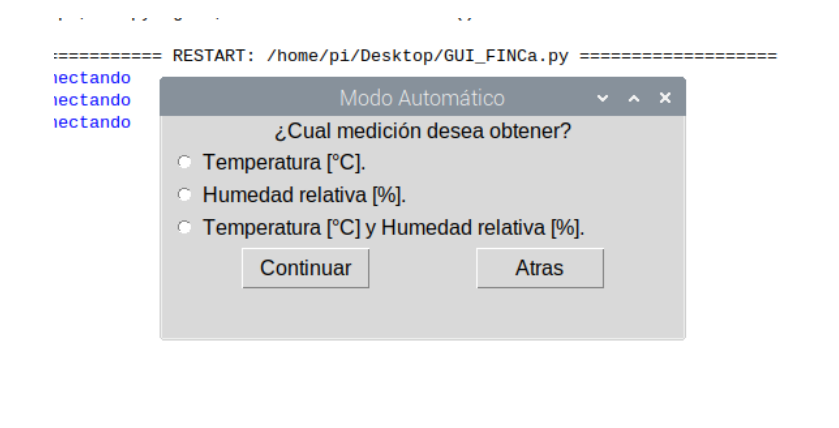 =========== RESTART: /home/pi/Desktop/GUI_FINCa.py ===================
nectando
nectando
nectando
Modo Automático
¿Cual medición desea obtener?
Temperatura [°C].
Humedad relativa [%].
Temperatura [°C] y Humedad relativa [%].
Continuar Atras